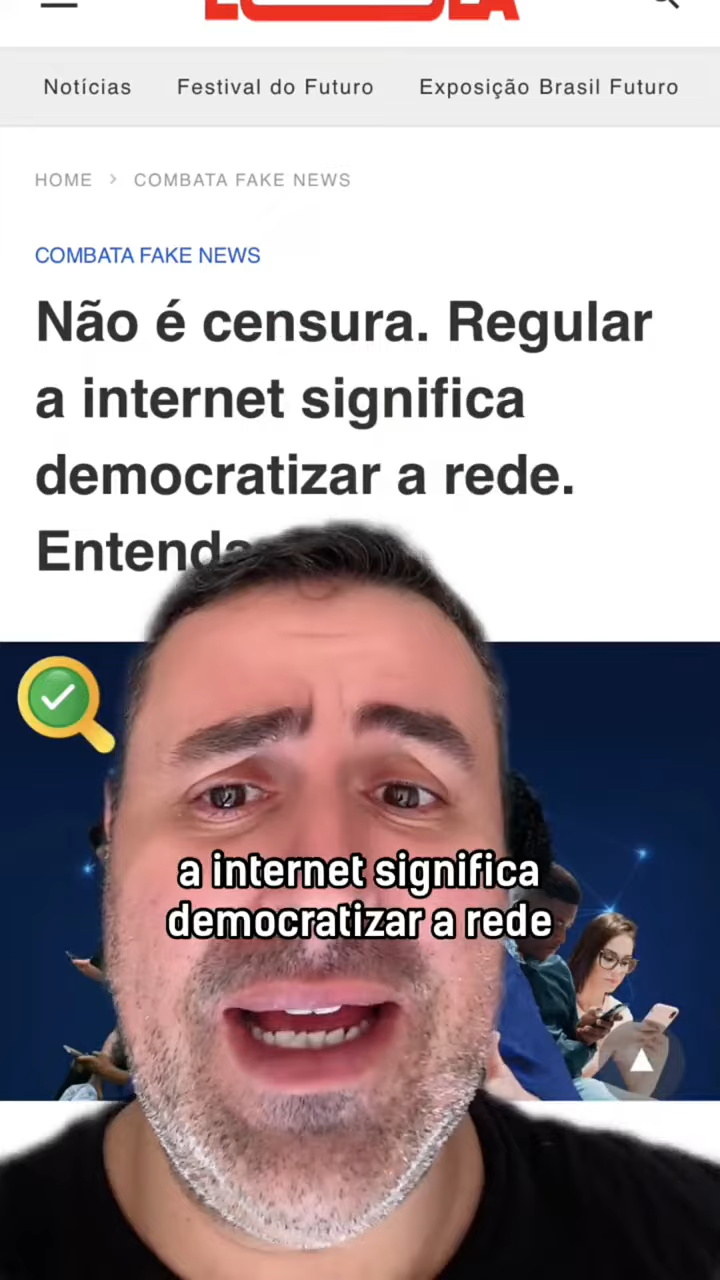 Notícias Festival do Futuro Exposição Brasil Futuro
HOME > COMBATA FAKE NEWS
COMBATA FAKE NEWS
Não é censura. Regular
a internet significa
democratizar a rede.
Entenda
a internet significa
democratizar a rede